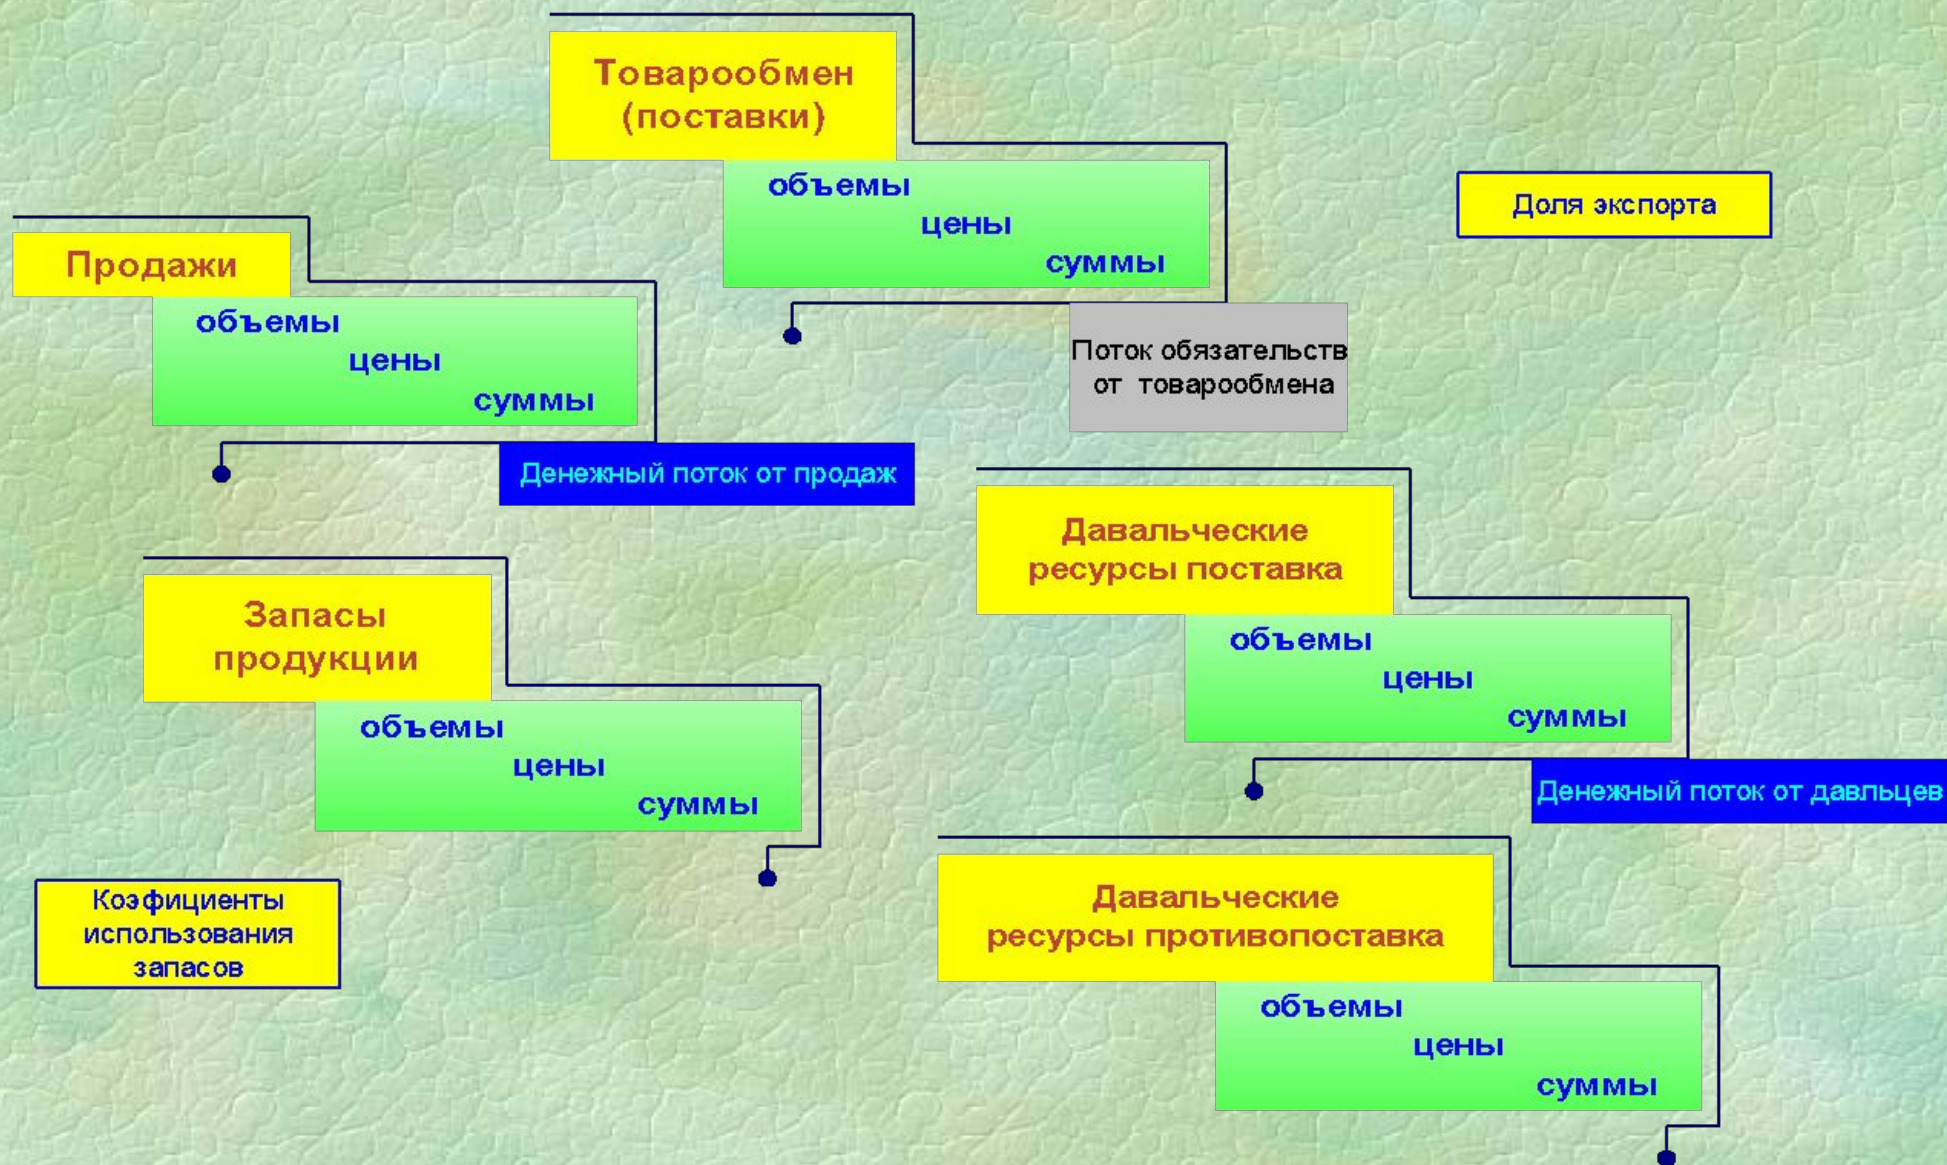 Товарообмен
(поставки)
объемы
цены
суммы
Поток обязательств
от товарообмена
Доля экспорта
Продажи
объемы
цены
суммы
Денежный поток от продаж
Давальческие
ресурсы поставка
объемы
цены
суммы
Денежный поток от давльцев
Запасы
продукции
объемы
цены
суммы
Коэфициенты
использования
запасов
Давальческие
ресурсы противопоставка
объемы
цены
суммы